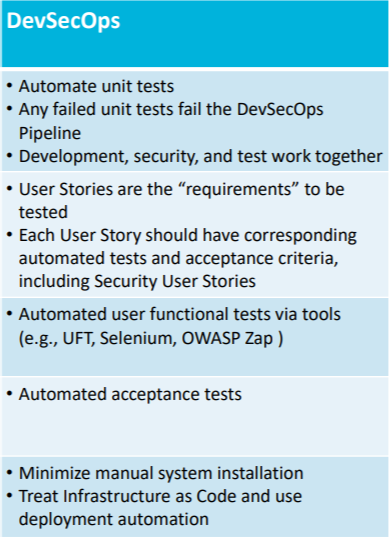 DevSecOps
• Automate unit tests
• Any failed unit tests fail the DevSecOps
Pipeline
• Development, security, and test work together
• User Stories are the “requirements” to be
tested
• Each User Story should have corresponding
automated tests and acceptance criteria,
including Security User Stories
• Automated user functional tests via tools
(e.g., UFT, Selenium, OWASP Zap )
• Automated acceptance tests
• Minimize manual system installation
• Treat Infrastructure as Code and use
deployment automation